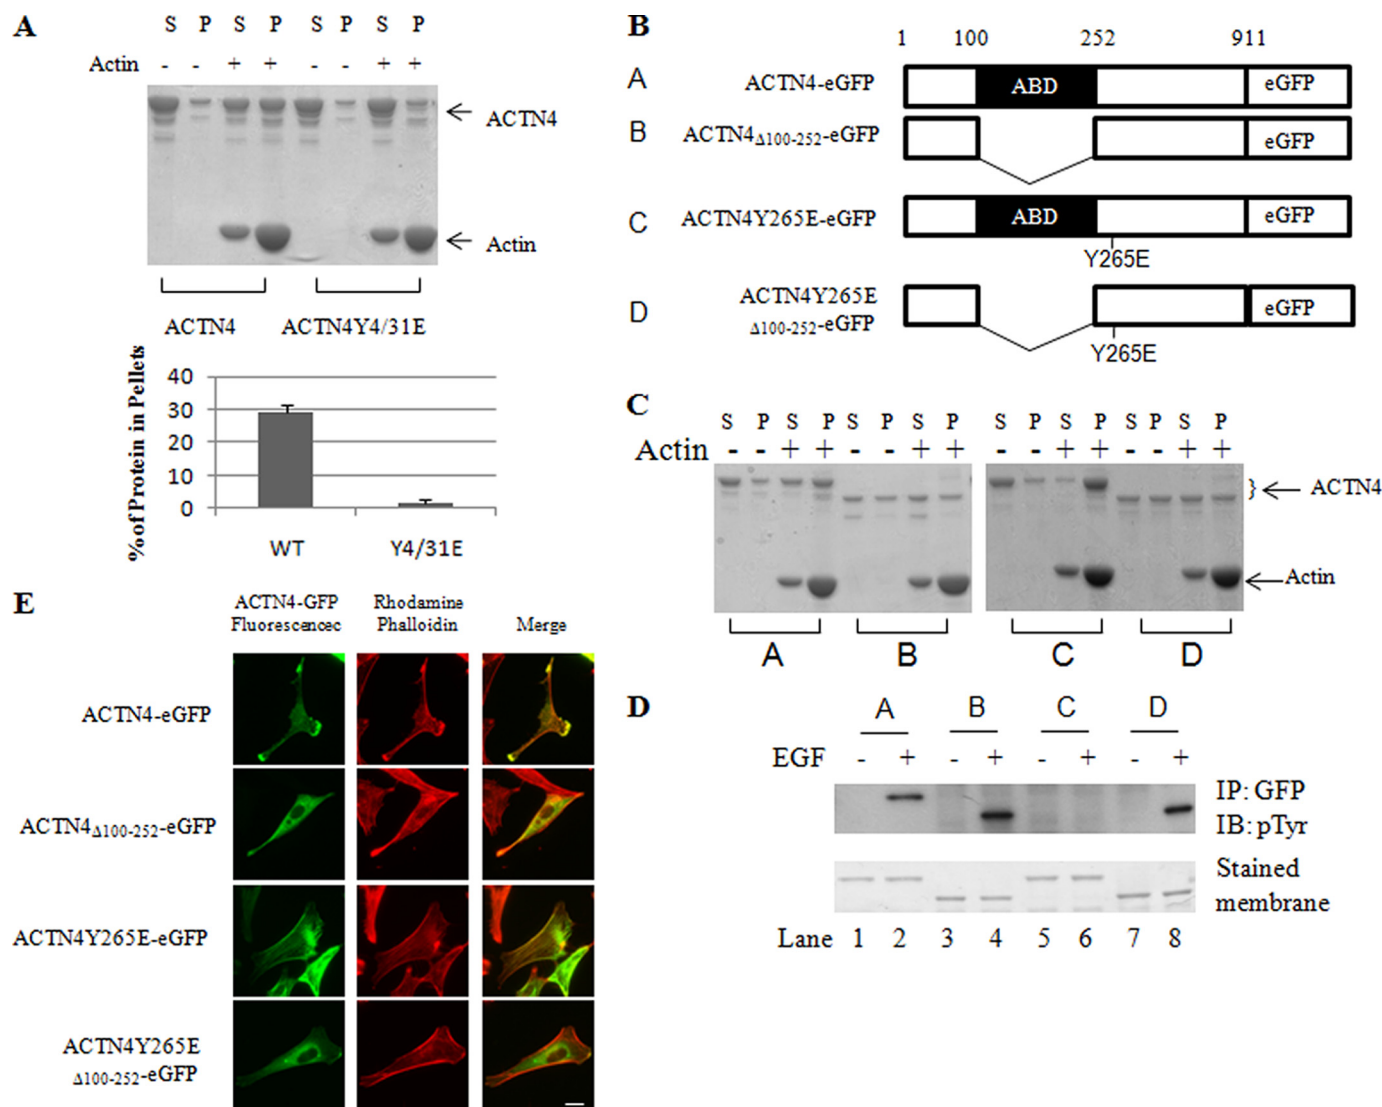 A
S P S P S P S P
Actin - - + + - - + +
ACTN4
Actin
ACTN4 ACTN4Y4/31E
%of Protein in Pellets
40
30
20
10
0
WT Y4/31E
B
1 100 252 911
A ACTN4-eGFP ABD eGFP
B ACTN4Δ100-252-eGFP eGFP
C ACTN4Y265E-eGFP ABD eGFP
Y265E
D ACTN4Y265E
Δ100-252-eGFP eGFP
Y265E
C
S P S P S P S P S P S P S P S P
Actin - - + + - - + + - - + + - - + +
} ACTN4
Actin
A B C D
D
A B C D
EGF - + - + - + - +
IP: GFP
IB: pTyr
Stained
membrane
Lane 1 2 3 4 5 6 7 8
E
ACTN4-GFP
Fluorescencec
Rhodamine
Phalloidin
Merge
ACTN4-eGFP
ACTN4Δ100-252-eGFP
ACTN4Y265E-eGFP
ACTN4Y265E
Δ100-252-eGFP